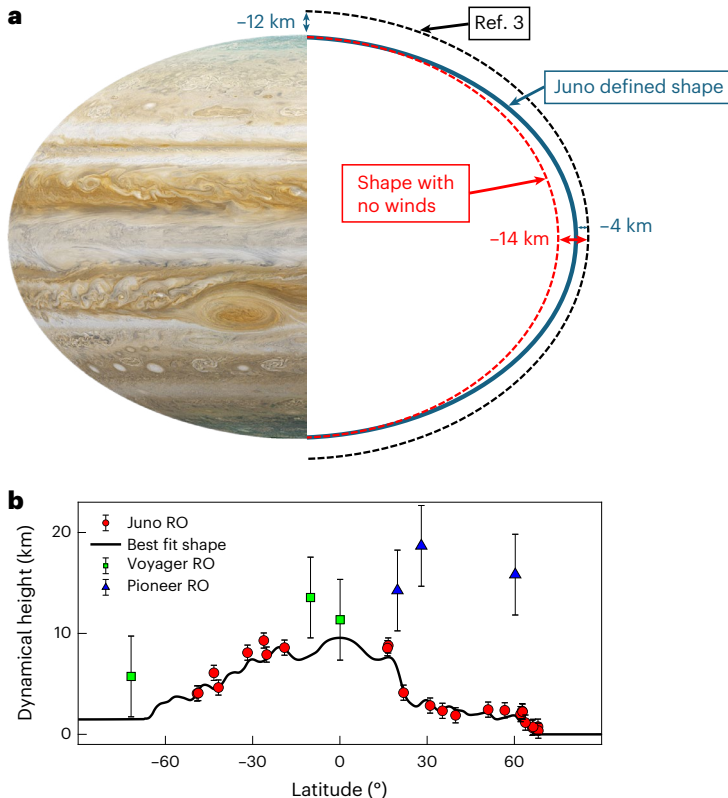 a
–12 km
Ref. 3
Juno defined shape
Shape with
no winds
–14 km
–4 km
b
Dynamical height (km)
20
10
0
Juno RO
Best fit shape
Voyager RO
Pioneer RO
–60
–30
0
30
60
Latitude (°)